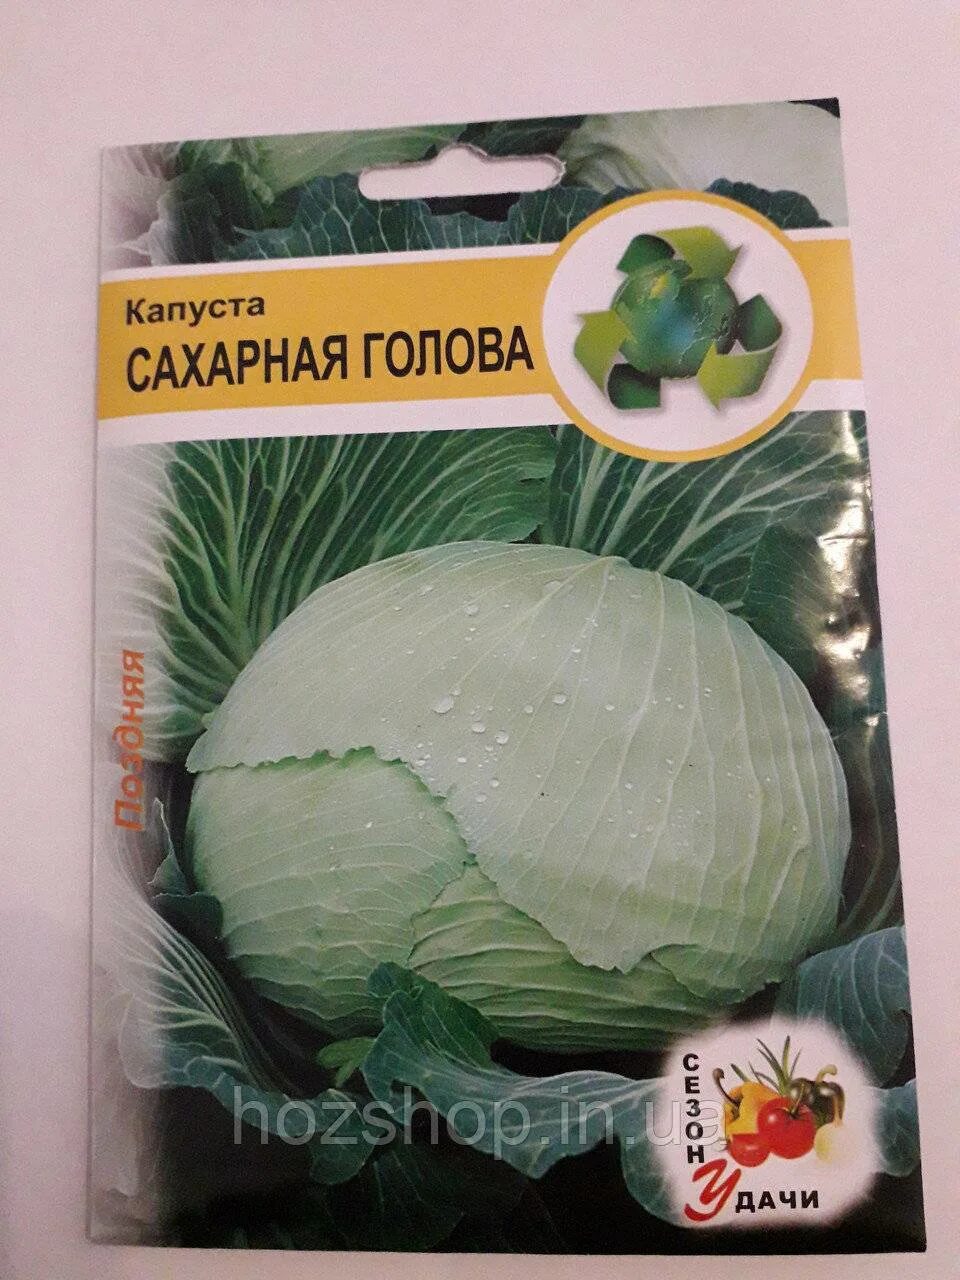 Капуста
САХАРНАЯ ГОЛОВА
Поздняя
СЕЗОН
Удачи
hozshop.in.ua